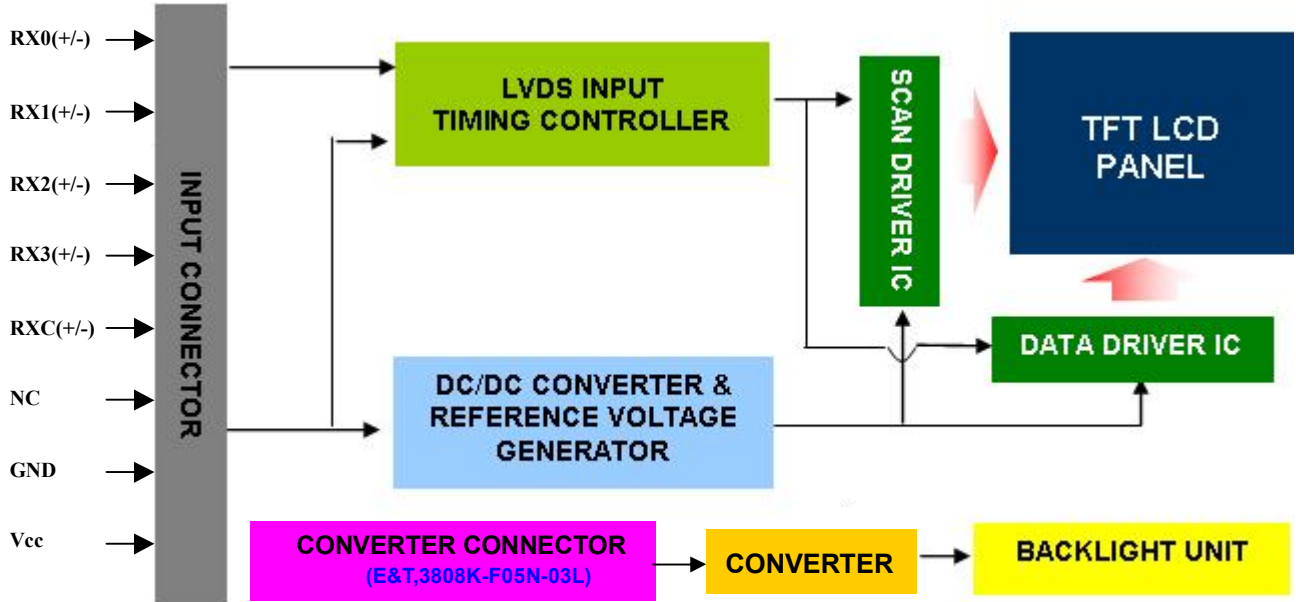 RX0(+/-)
RX1(+/-)
RX2(+/-)
RX3(+/-)
RXC(+/-)
NC
GND
Vcc
INPUT CONNECTOR
LVDS INPUT
TIMING CONTROLLER
SCAN DRIVER IC
TFT LCD
PANEL
DATA DRIVER IC
DC/DC CONVERTER &
REFERENCE VOLTAGE
GENERATOR
CONVERTER CONNECTOR
(E&T,3808K-F05N-03L)
CONVERTER
BACKLIGHT UNIT